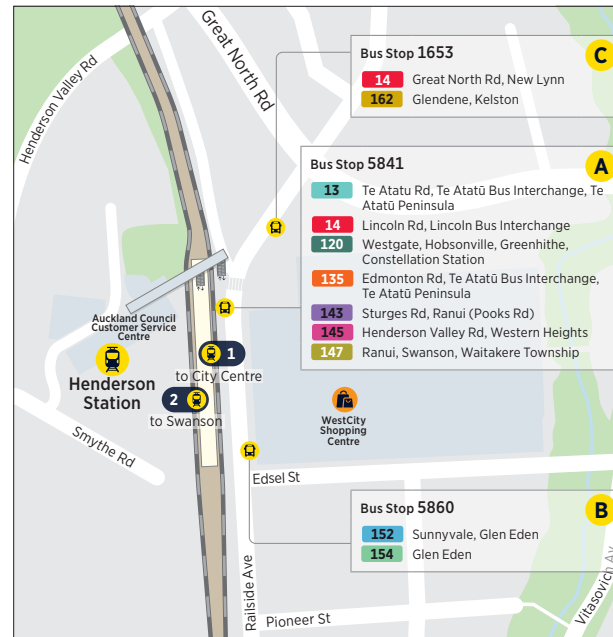 Henderson Valley Rd
Great North Rd
Bus Stop 1653
C
14 Great North Rd, New Lynn
162 Glendene, Kelston
Bus Stop 5841
A
13 Te Atatu Rd, Te Atatū Bus Interchange, Te
Atatū Peninsula
14 Lincoln Rd, Lincoln Bus Interchange
120 Westgate, Hobsonville, Greenhithe,
Constellation Station
135 Edmonton Rd, Te Atatū Bus Interchange,
Te Atatū Peninsula
143 Sturges Rd, Ranui (Pooks Rd)
145 Henderson Valley Rd, Western Heights
147 Ranui, Swanson, Waitakere Township
Auckland Council
Customer Service
Centre
Henderson
Station
1
to City Centre
2
to Swanson
WestCity
Shopping
Centre
Smythe Rd
Edsel St
Bus Stop 5860
B
152 Sunnyvale, Glen Eden
154 Glen Eden
Railside Ave
Pioneer St
Vitasovich Av